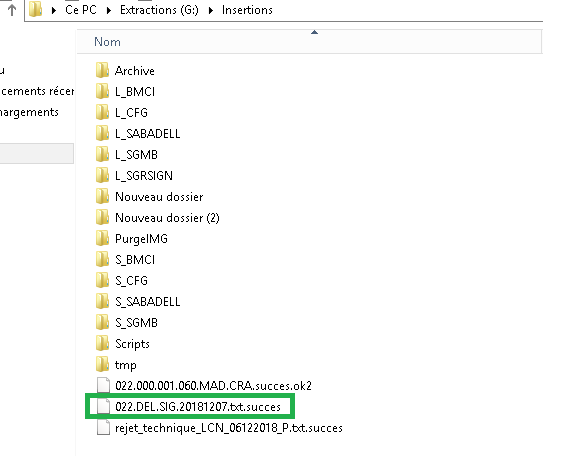 Ce PC Extractions (G:) Insertions
Nom
u
cements récer
hargements
Archive
L_BMCI
L_CFG
L_SABADELL
L_SGMB
L_SGRSIGN
Nouveau dossier
Nouveau dossier (2)
PurgeIMG
S_BMCI
S_CFG
S_SABADELL
S_SGMB
Scripts
tmp
022.000.001.060.MAD.CRA.succes.ok2
022.DEL.SIG.20181207.txt.succes
rejet_technique_LCN_06122018_P.txt.succes